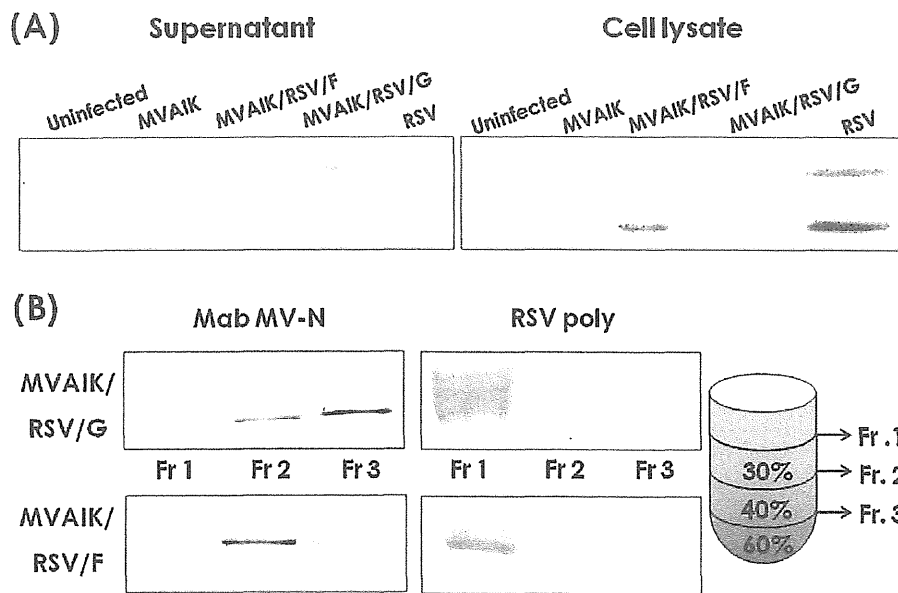 (A) Supernatant Cell lysate
Uninfected MVAIK MVAIK/RSV/F MVAIK/RSV/G RSV Uninfected MVAIK MVAIK/RSV/F MVAIK/RSV/G RSV
(B) Mab MV-N RSV poly
MVAIK/
RSV/G
Fr 1 Fr 2 Fr 3 Fr 1 Fr 2 Fr 3
MVAIK/
RSV/F
Fr .1
30% Fr. 2
40% Fr. 3
60%